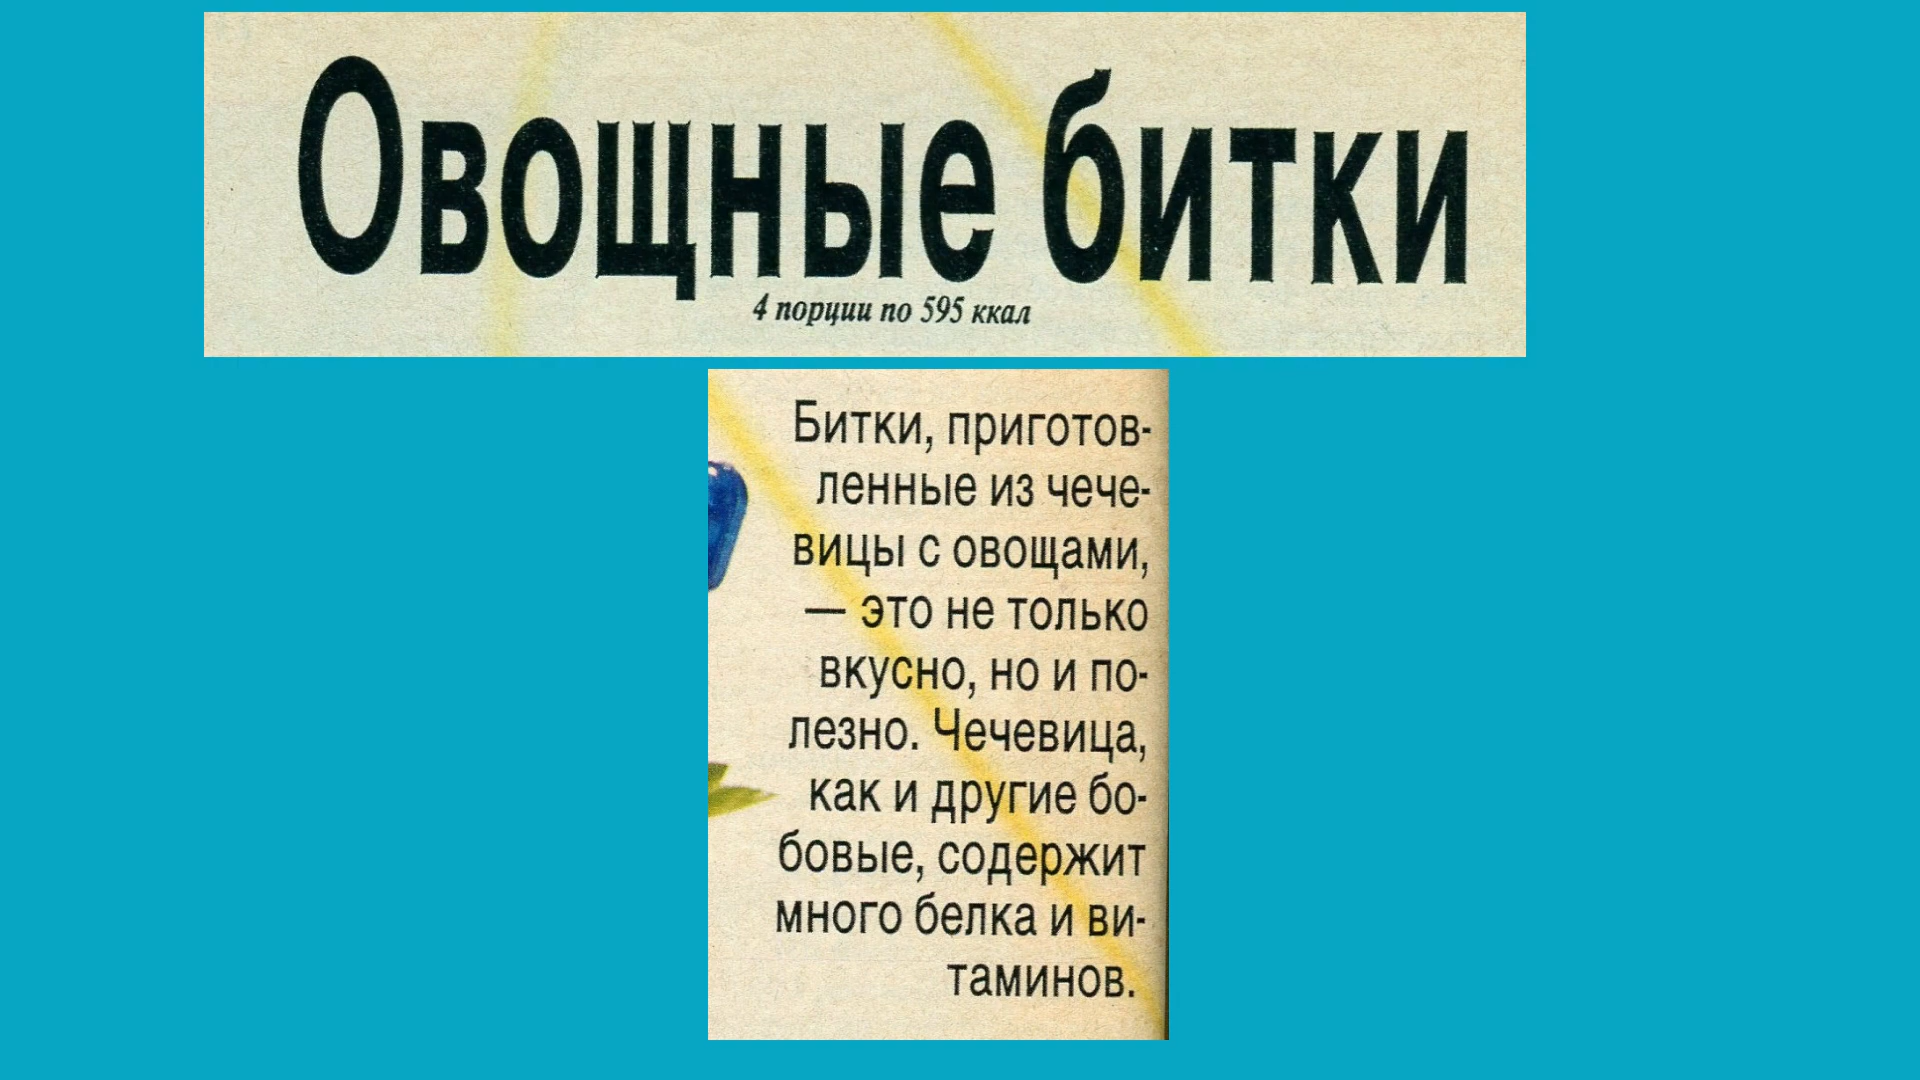 Овощные битки
4 порции по 595 ккал
Битки, приготов-
ленные из чече-
вицы с овощами,
— это не только
вкусно, но и по-
лезно. Чечевица,
как и другие бо-
бовые, содержит
много белка и ви-
таминов.